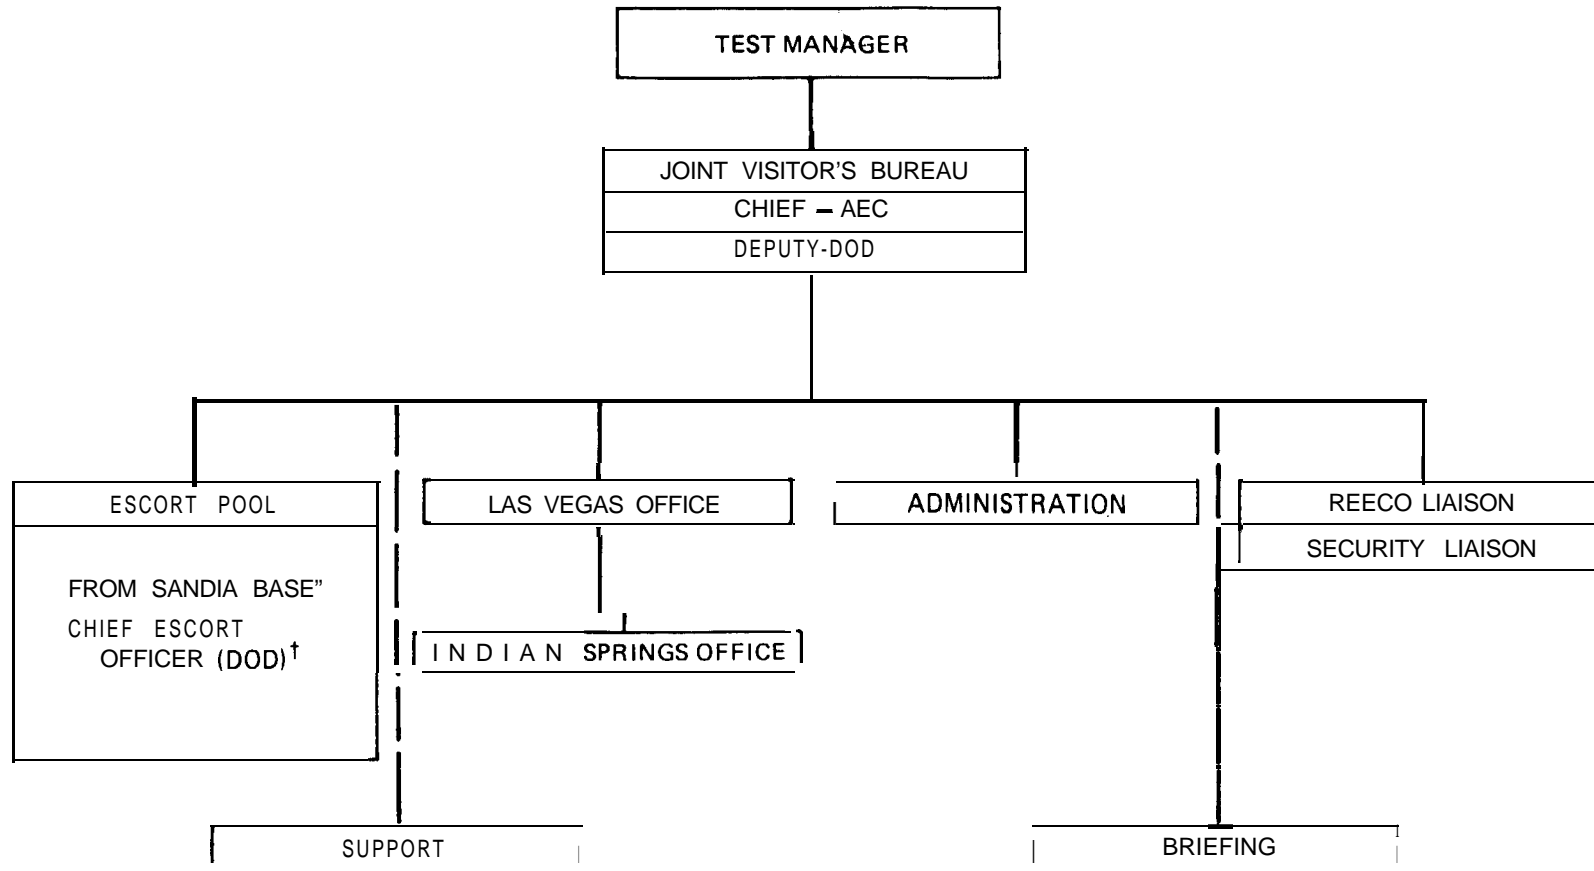 TEST MANAGER
JOINT VISITOR'S BUREAU
CHIEF – AEC
DEPUTY-DOD
ESCORT POOL
FROM SANDIA BASE”
CHIEF ESCORT
OFFICER (DOD)†
LAS VEGAS OFFICE
INDIAN SPRINGS OFFICE
ADMINISTRATION
REECO LIAISON
SECURITY LIAISON
SUPPORT
BRIEFING